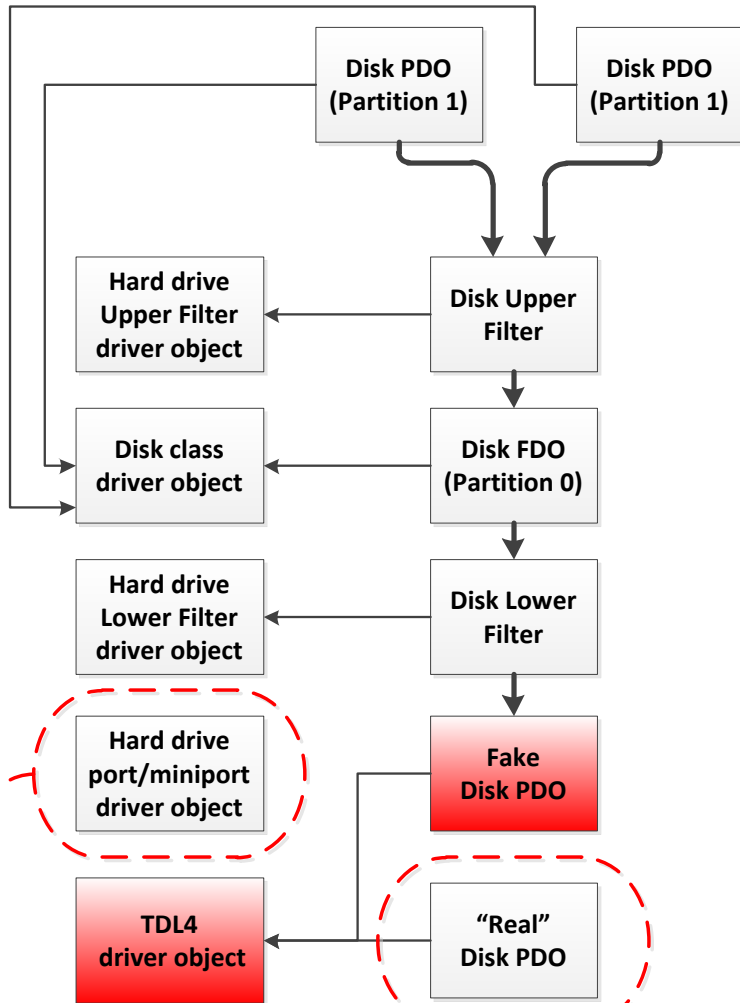 Disk PDO
(Partition 1)
Disk PDO
(Partition 1)
Hard drive
Upper Filter
driver object
Disk Upper
Filter
Disk class
driver object
Disk FDO
(Partition 0)
Hard drive
Lower Filter
driver object
Disk Lower
Filter
Hard drive
port/miniport
driver object
Fake
Disk PDO
TDL4
driver object
“Real”
Disk PDO